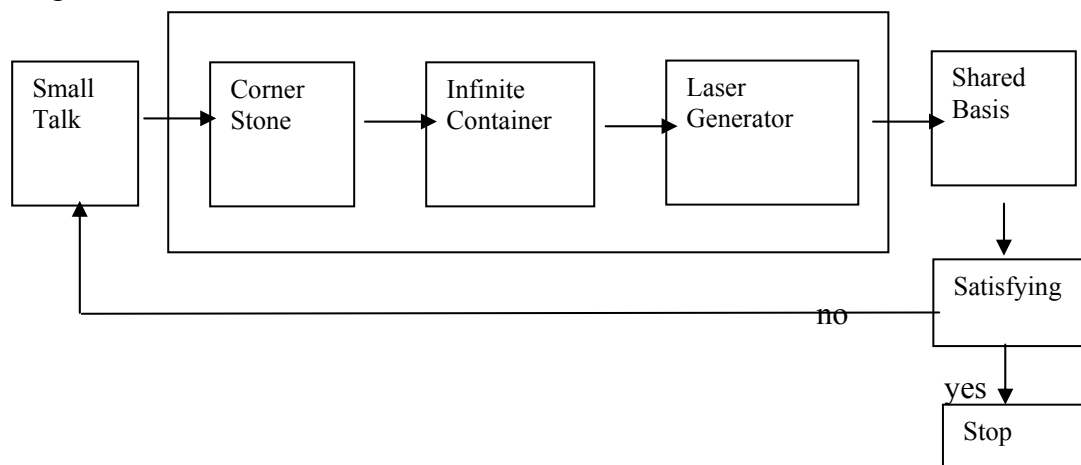 Small
Talk
Corner
Stone
Infinite
Container
Laser
Generator
Shared
Basis
Satisfying
no
yes
Stop